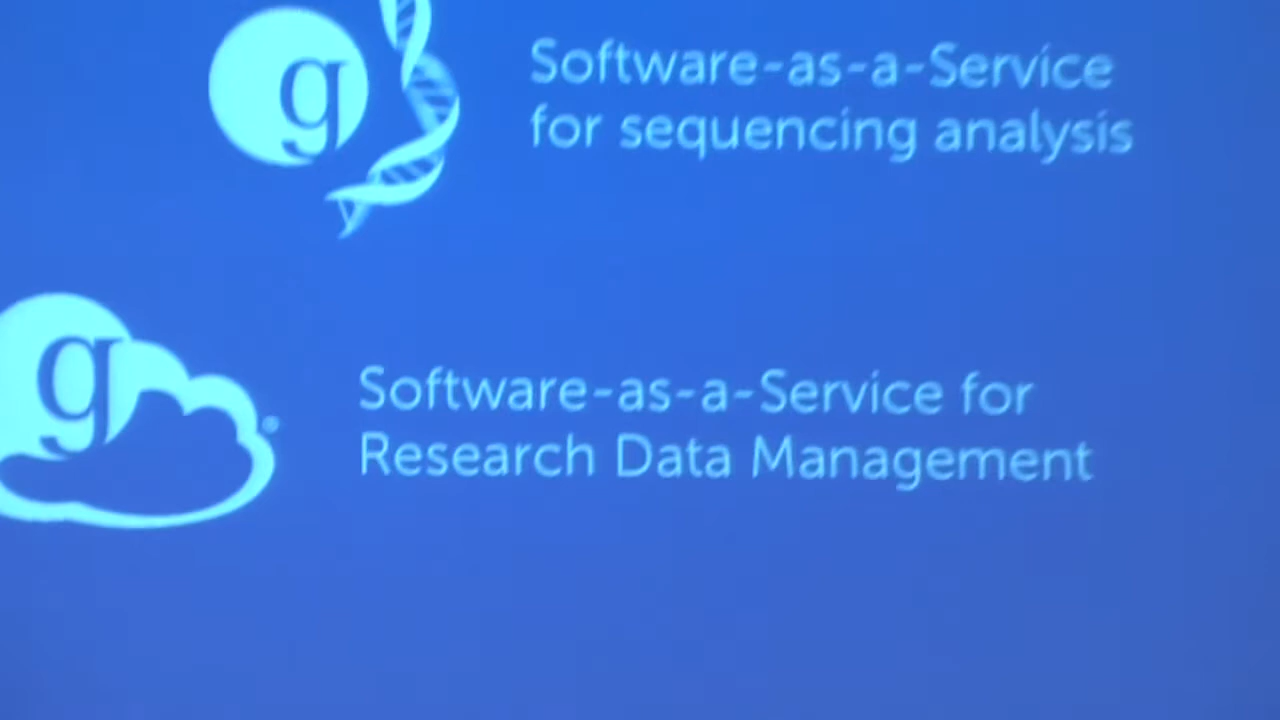 g
Software-as-a-Service
for sequencing analysis
g
Software-as-a-Service for
Research Data Management